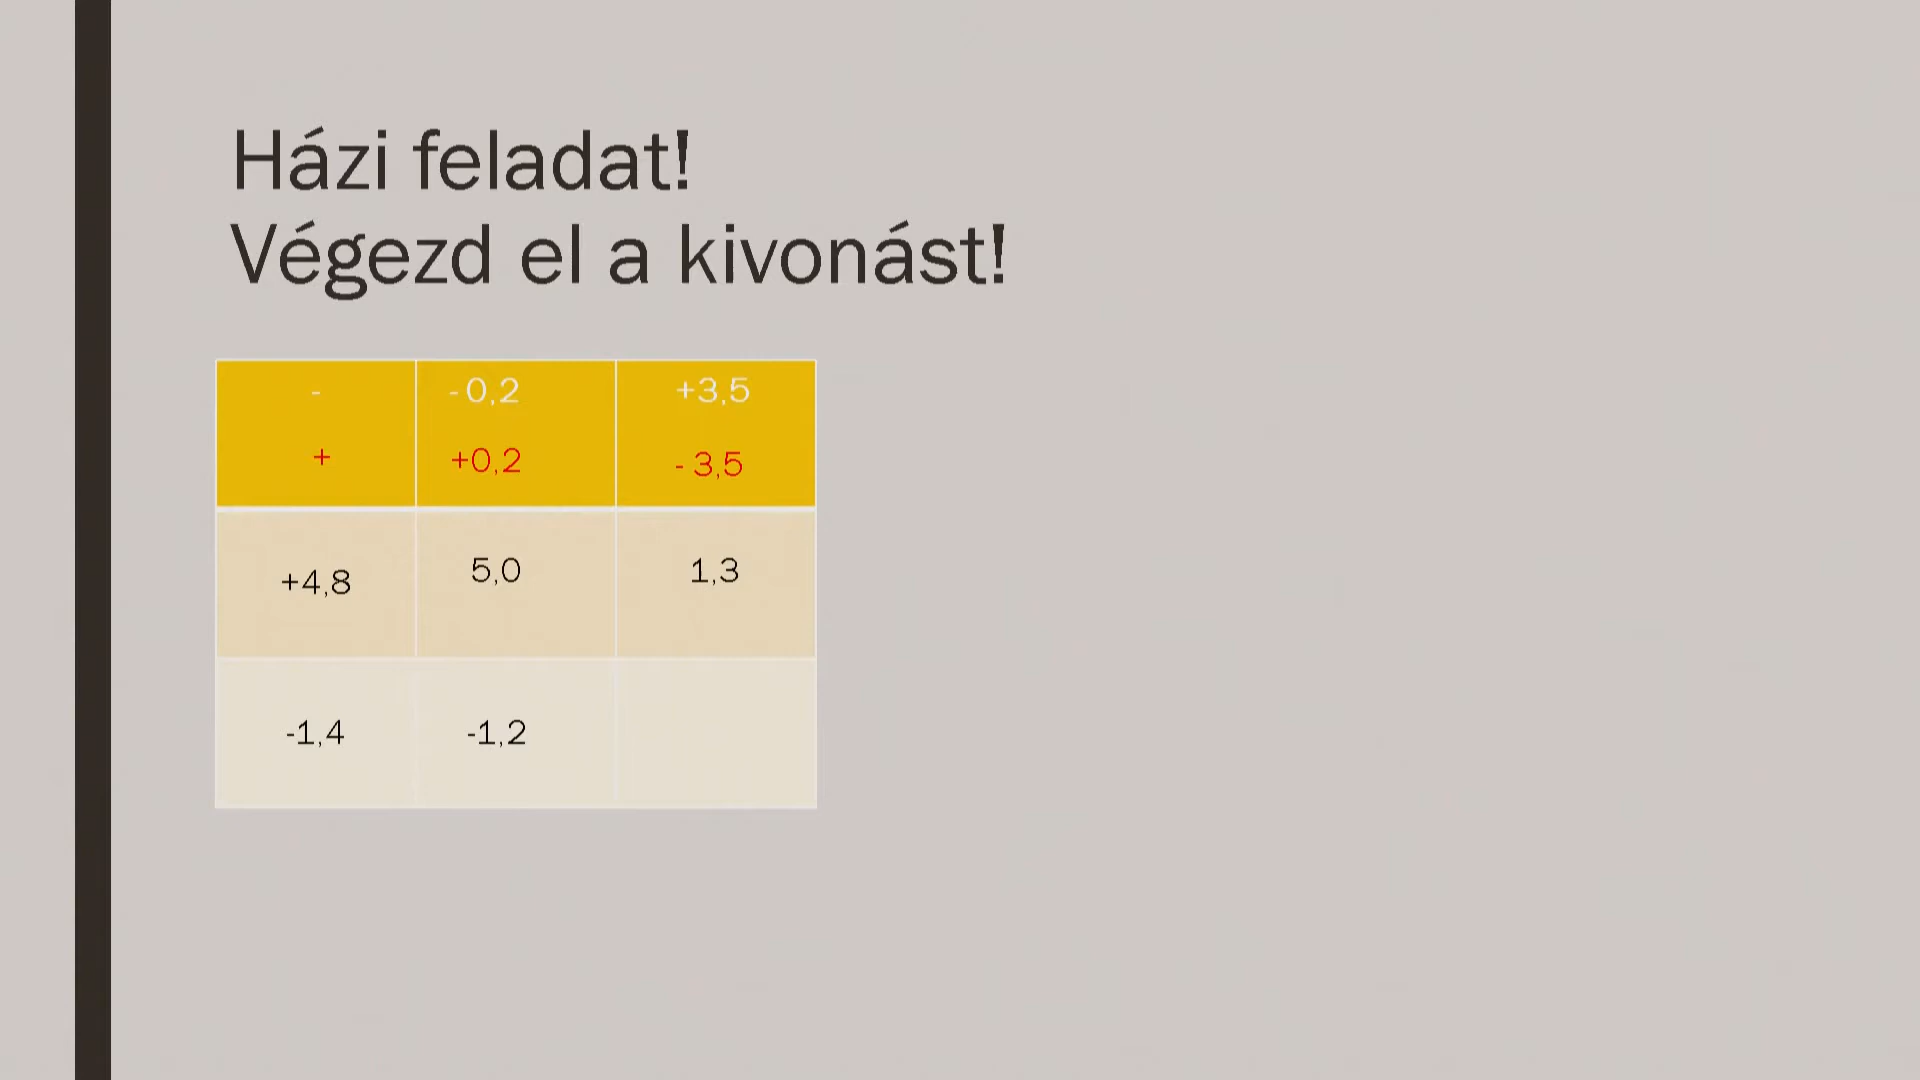 Házi feladat!
Végezd el a kivonást!
- -0,2 +3,5
+ +0,2 -3,5
+4,8 5,0 1,3
-1,4 -1,2